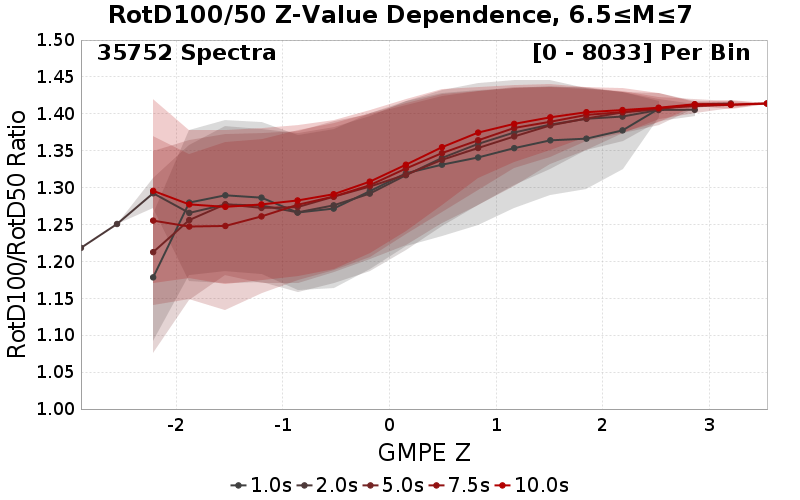 RotD100/50 Z-Value Dependence, 6.5≤M≤7
35752 Spectra
[0 - 8033] Per Bin
RotD100/RotD50 Ratio
1.50
1.45
1.40
1.35
1.30
1.25
1.20
1.15
1.10
1.05
1.00
-2 -1 0 1 2 3
GMPE Z
1.0s 2.0s 5.0s 7.5s 10.0s